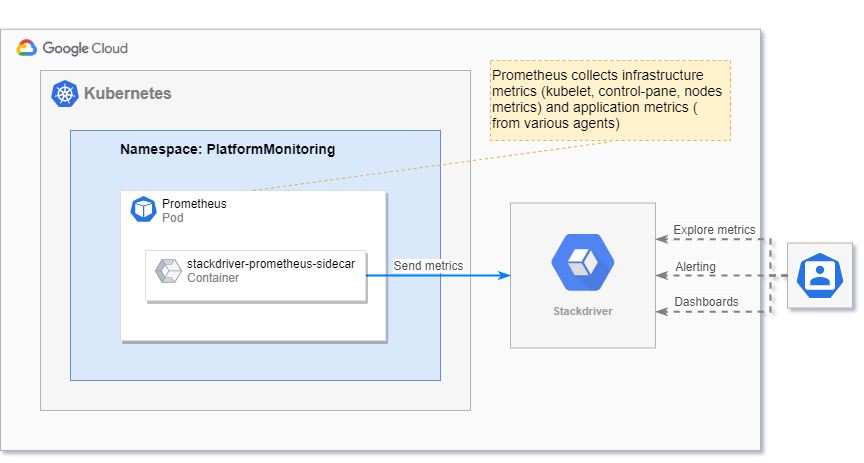 Google Cloud
Kubernetes
Prometheus collects infrastructure
metrics (kubelet, control-pane, nodes
metrics) and application metrics (
from various agents)
Namespace: PlatformMonitoring
Prometheus
Pod
stackdriver-prometheus-sidecar
Container
Send metrics
Stackdriver
Explore metrics
Alerting
Dashboards